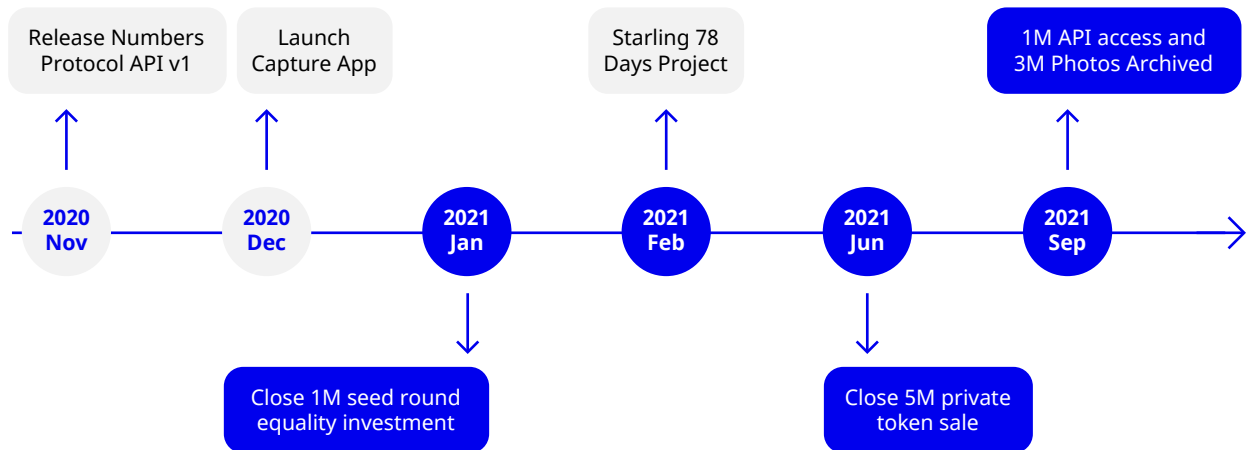 Release Numbers
Protocol API v1
Launch
Capture App
Starling 78
Days Project
1M API access and
3M Photos Archived
2020
Nov
2020
Dec
2021
Jan
2021
Feb
2021
Jun
2021
Sep
Close 1M seed round
equality investment
Close 5M private
token sale